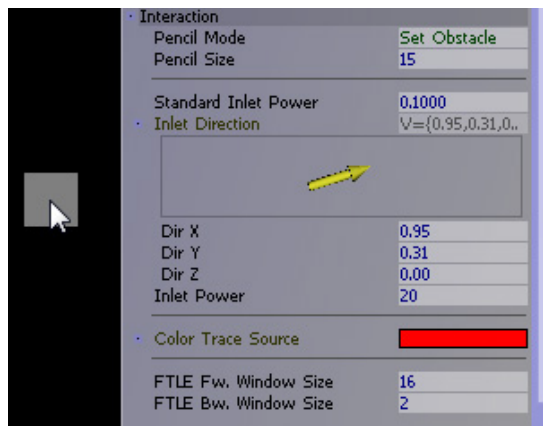 Interaction
Pencil Mode Set Obstacle
Pencil Size 15
Standard Inlet Power 0.1000
Inlet Direction V={0.95,0.31,0..
Dir X 0.95
Dir Y 0.31
Dir Z 0.00
Inlet Power 20
Color Trace Source
FTLE Fw. Window Size 16
FTLE Bw. Window Size 2